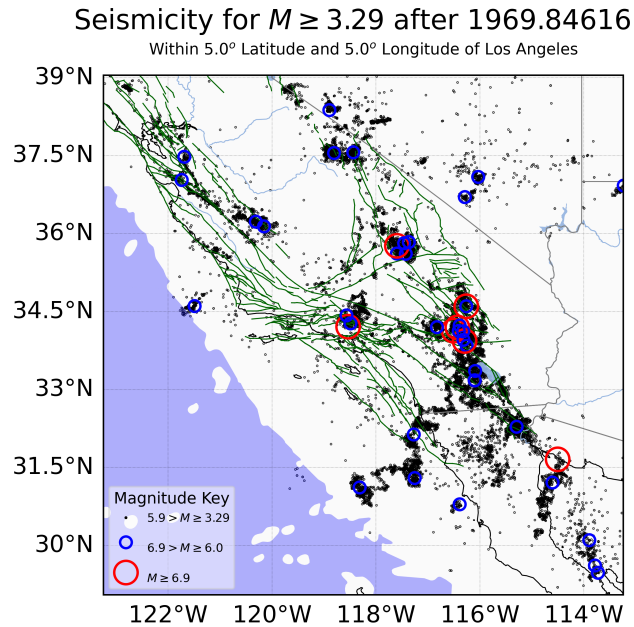 Seismicity for M ≥ 3.29 after 1969.84616
Within 5.0° Latitude and 5.0° Longitude of Los Angeles
39°N
37.5°N
36°N
34.5°N
33°N
31.5°N
30°N
Magnitude Key
5.9 > M ≥ 3.29
6.9 > M ≥ 6.0
M ≥ 6.9
122°W 120°W 118°W 116°W 114°W